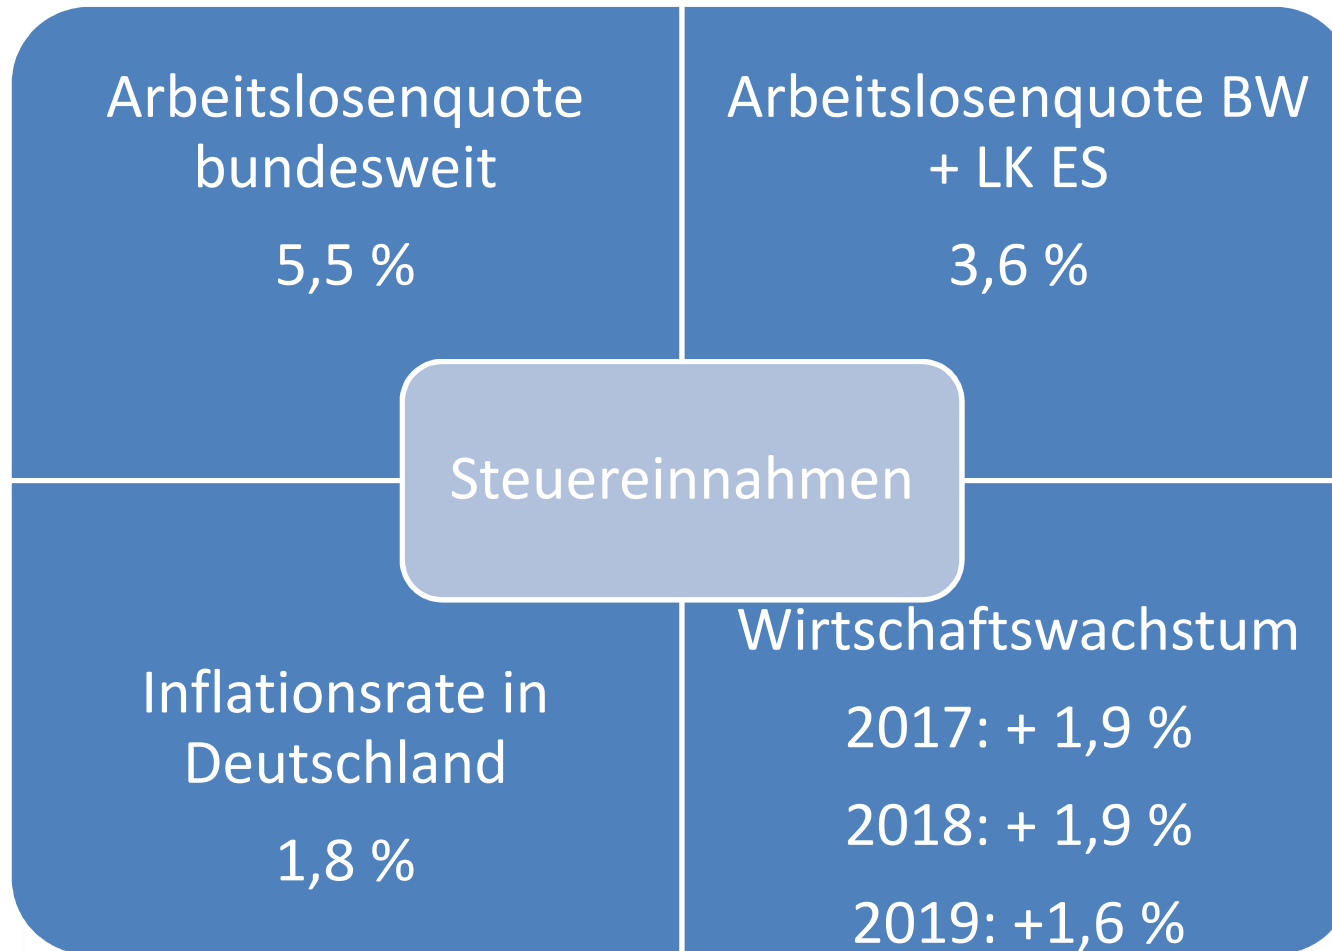 Arbeitslosenquote
bundesweit
5,5 %
Arbeitslosenquote BW
+ LK ES
3,6 %
Steuereinnahmen
Inflationsrate in
Deutschland
1,8 %
Wirtschaftswachstum
2017: + 1,9 %
2018: + 1,9 %
2019: +1,6 %